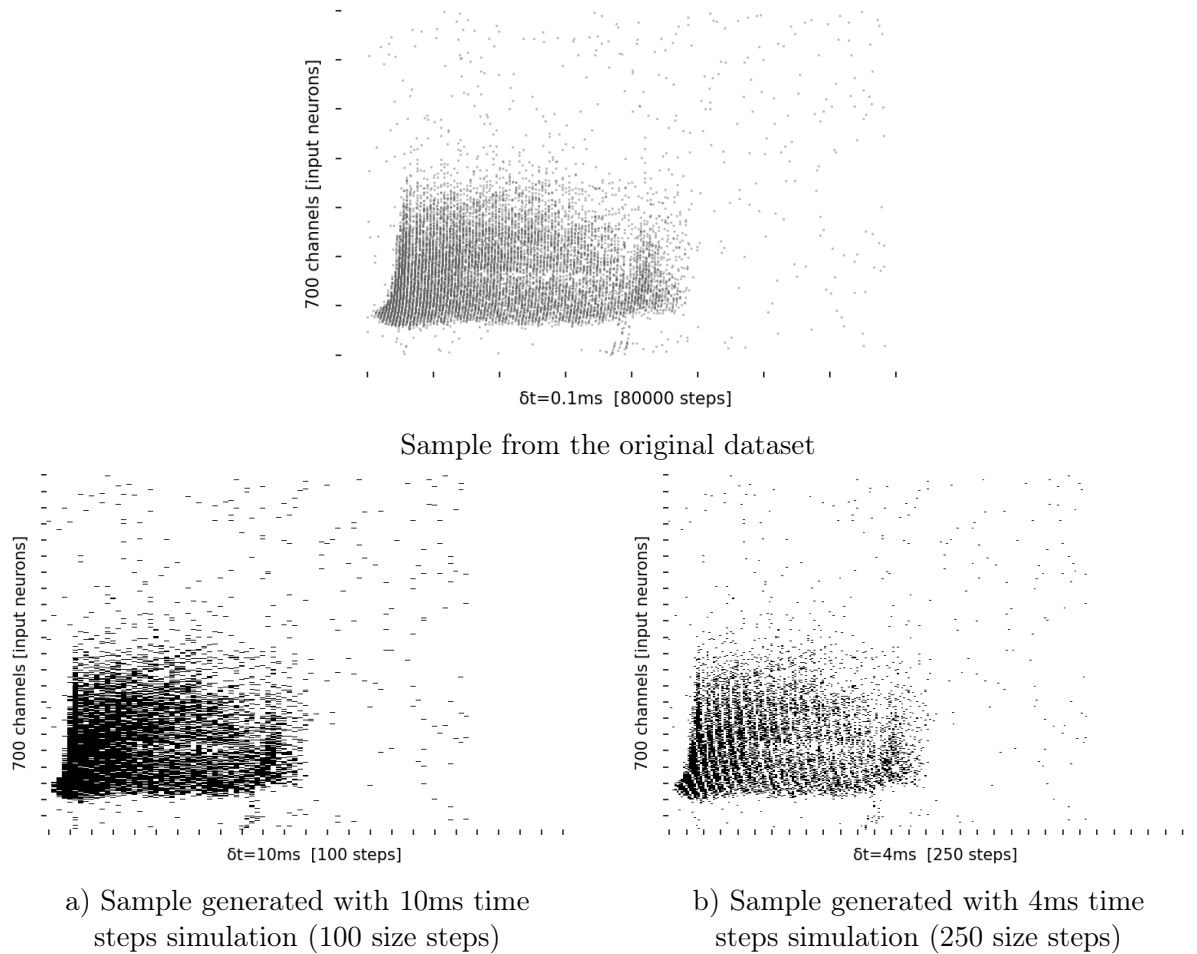 700 channels [input neurons]
δt=0.1ms [80000 steps]
Sample from the original dataset
700 channels [input neurons]
δt=10ms [100 steps]
a) Sample generated with 10ms time
steps simulation (100 size steps)
700 channels [input neurons]
δt=4ms [250 steps]
b) Sample generated with 4ms time
steps simulation (250 size steps)